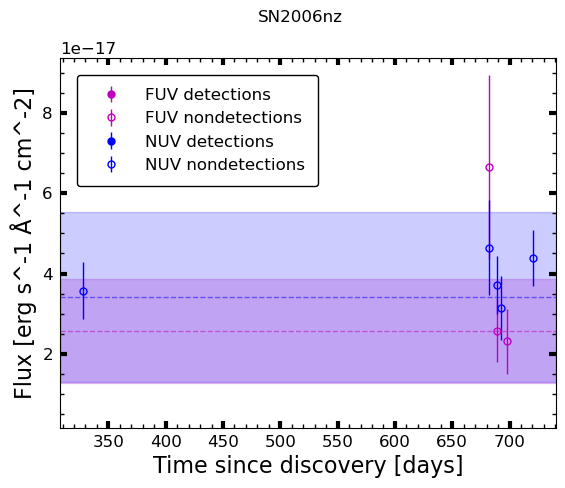 SN2006nz
1e−17
FUV detections
FUV nondetections
NUV detections
NUV nondetections
8
6
4
2
Flux [erg s^-1 Å^-1 cm^-2]
350 400 450 500 550 600 650 700
Time since discovery [days]